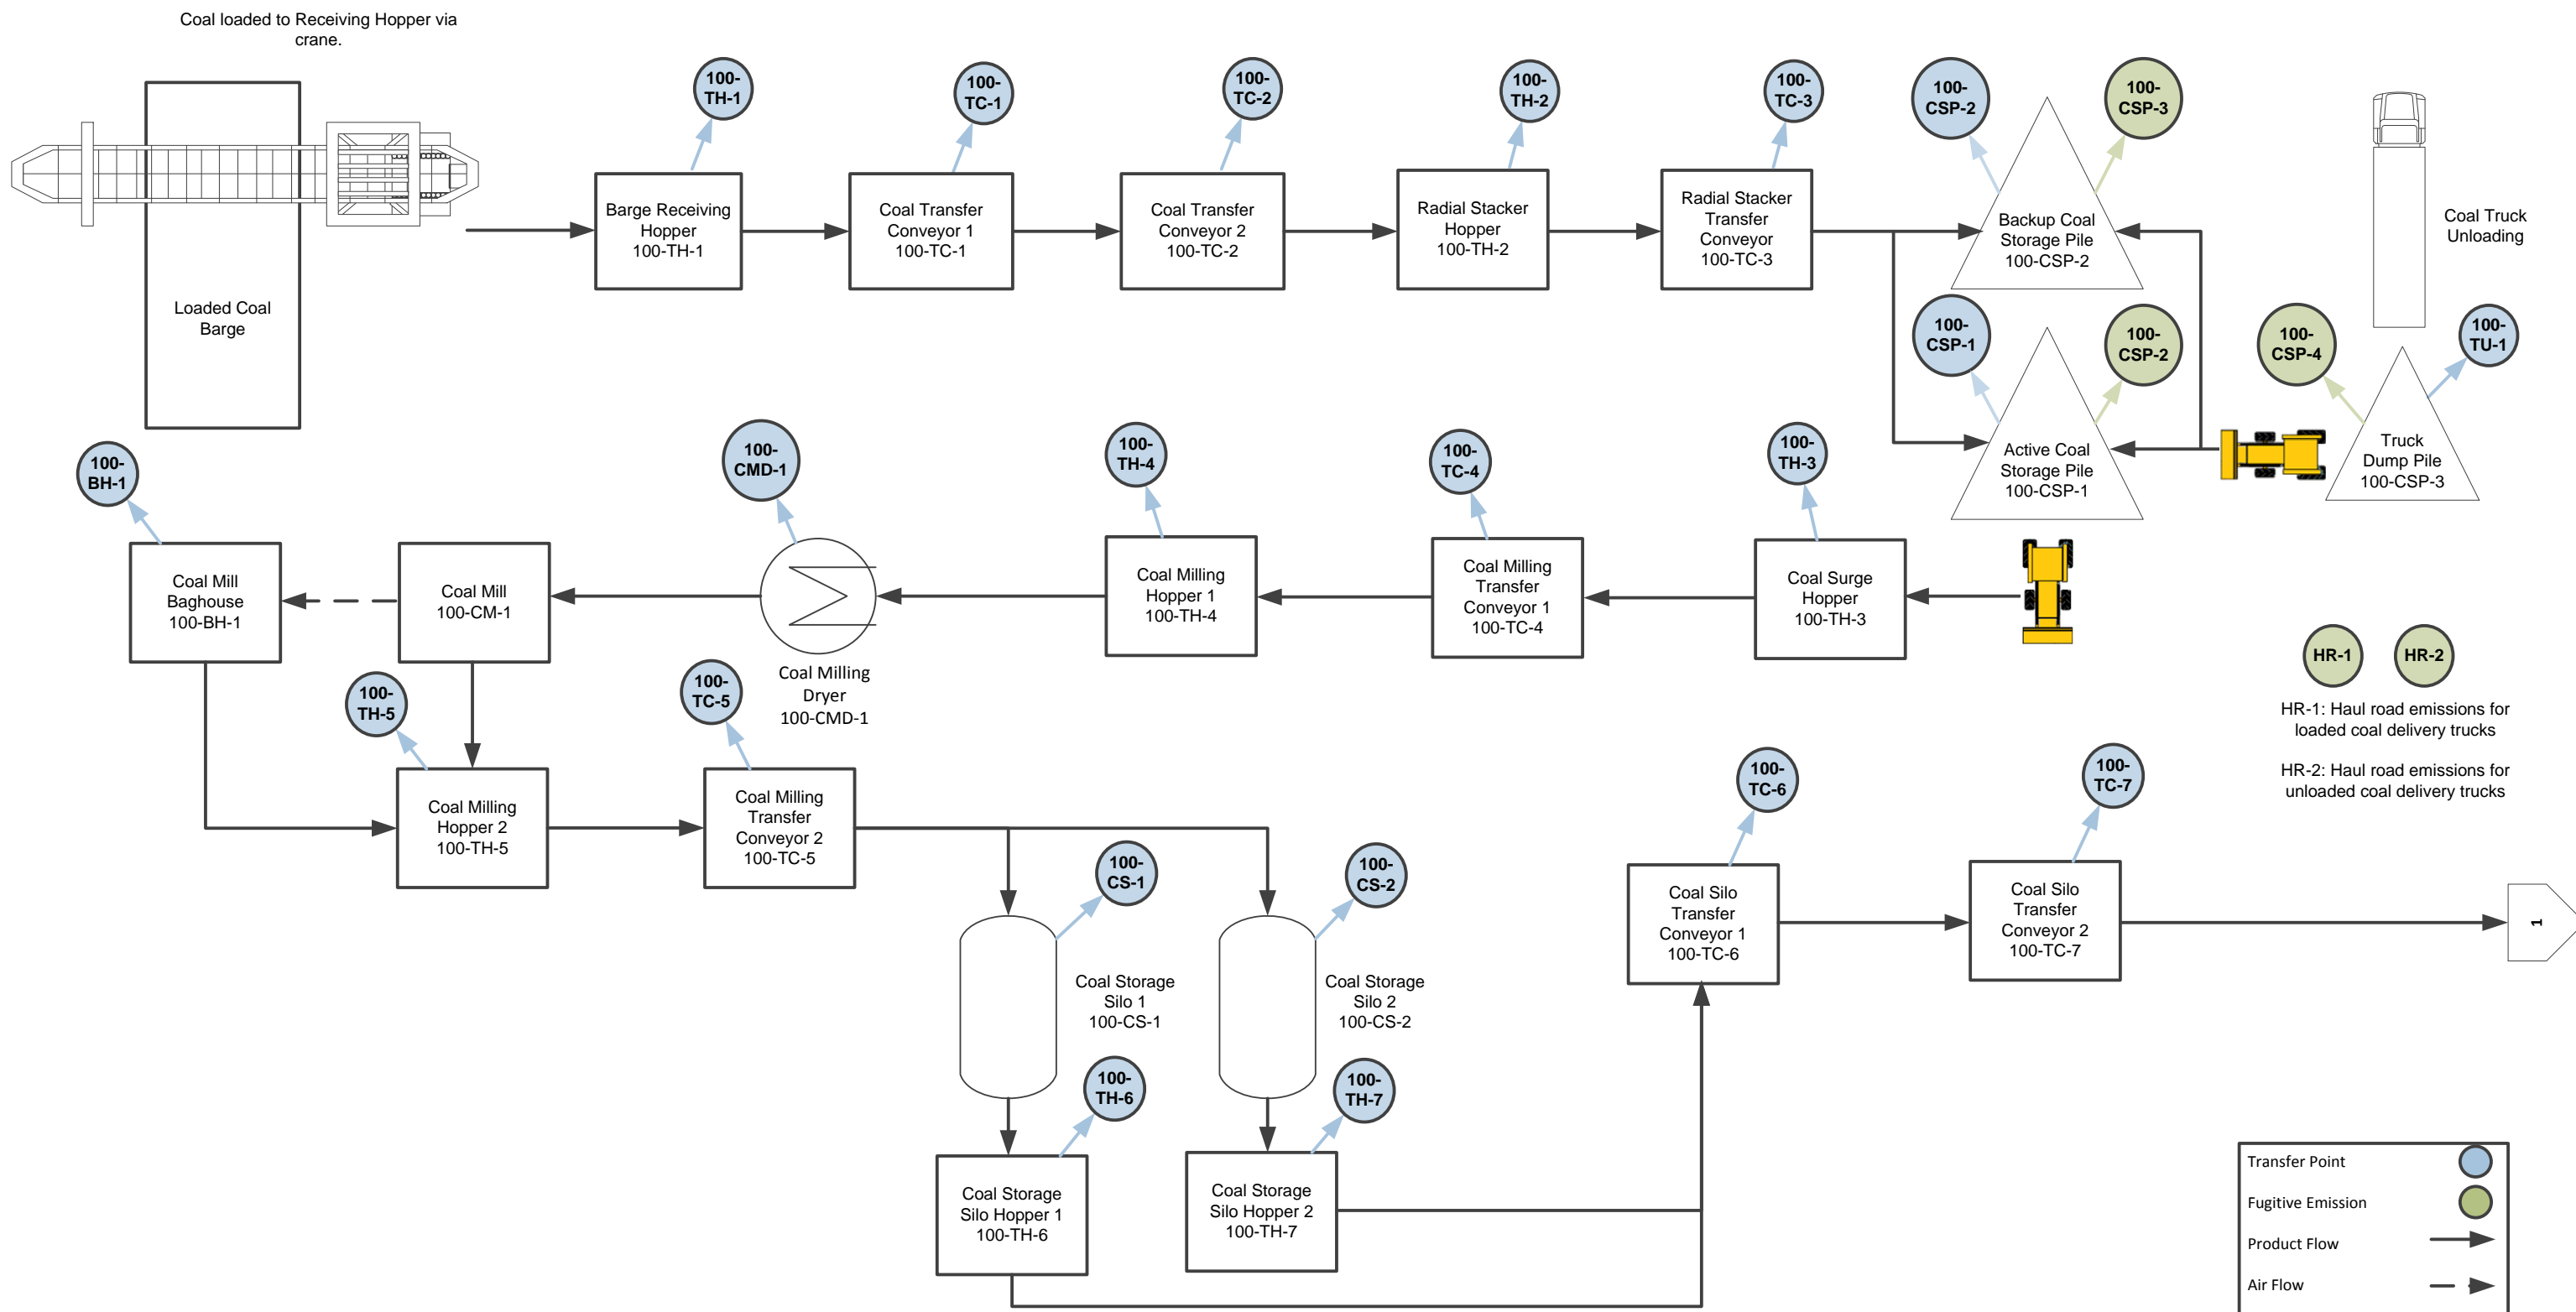 Coal loaded to Receiving Hopper via
crane.
Loaded Coal
Barge
100-
TH-1
100-
TC-1
100-
TC-2
100-
TH-2
100-
TC-3
100-
CSP-2
100-
CSP-3
Barge Receiving
Hopper
100-TH-1
Coal Transfer
Conveyor 1
100-TC-1
Coal Transfer
Conveyor 2
100-TC-2
Radial Stacker
Hopper
100-TH-2
Radial Stacker
Transfer
Conveyor
100-TC-3
Backup Coal
Storage Pile
100-CSP-2
Coal Truck
Unloading
100-
CSP-1
100-
CSP-2
100-
CSP-4
100-
TU-1
Active Coal
Storage Pile
100-CSP-1
Truck
Dump Pile
100-CSP-3
100-
BH-1
100-
CMD-1
100-
TH-4
100-
TC-4
100-
TH-3
Coal Mill
Baghouse
100-BH-1
Coal Mill
100-CM-1
Coal Milling
Dryer
100-CMD-1
Coal Milling
Hopper 1
100-TH-4
Coal Milling
Transfer
Conveyor 1
100-TC-4
Coal Surge
Hopper
100-TH-3
HR-1
HR-2
HR-1: Haul road emissions for
loaded coal delivery trucks
HR-2: Haul road emissions for
unloaded coal delivery trucks
100-
TH-5
100-
TC-5
Coal Milling
Hopper 2
100-TH-5
Coal Milling
Transfer
Conveyor 2
100-TC-5
100-
CS-1
100-
CS-2
100-
TC-6
100-
TC-7
Coal Storage
Silo 1
100-CS-1
Coal Storage
Silo 2
100-CS-2
Coal Silo
Transfer
Conveyor 1
100-TC-6
Coal Silo
Transfer
Conveyor 2
100-TC-7
1
100-
TH-6
100-
TH-7
Coal Storage
Silo Hopper 1
100-TH-6
Coal Storage
Silo Hopper 2
100-TH-7
Transfer Point
Fugitive Emission
Product Flow
Air Flow